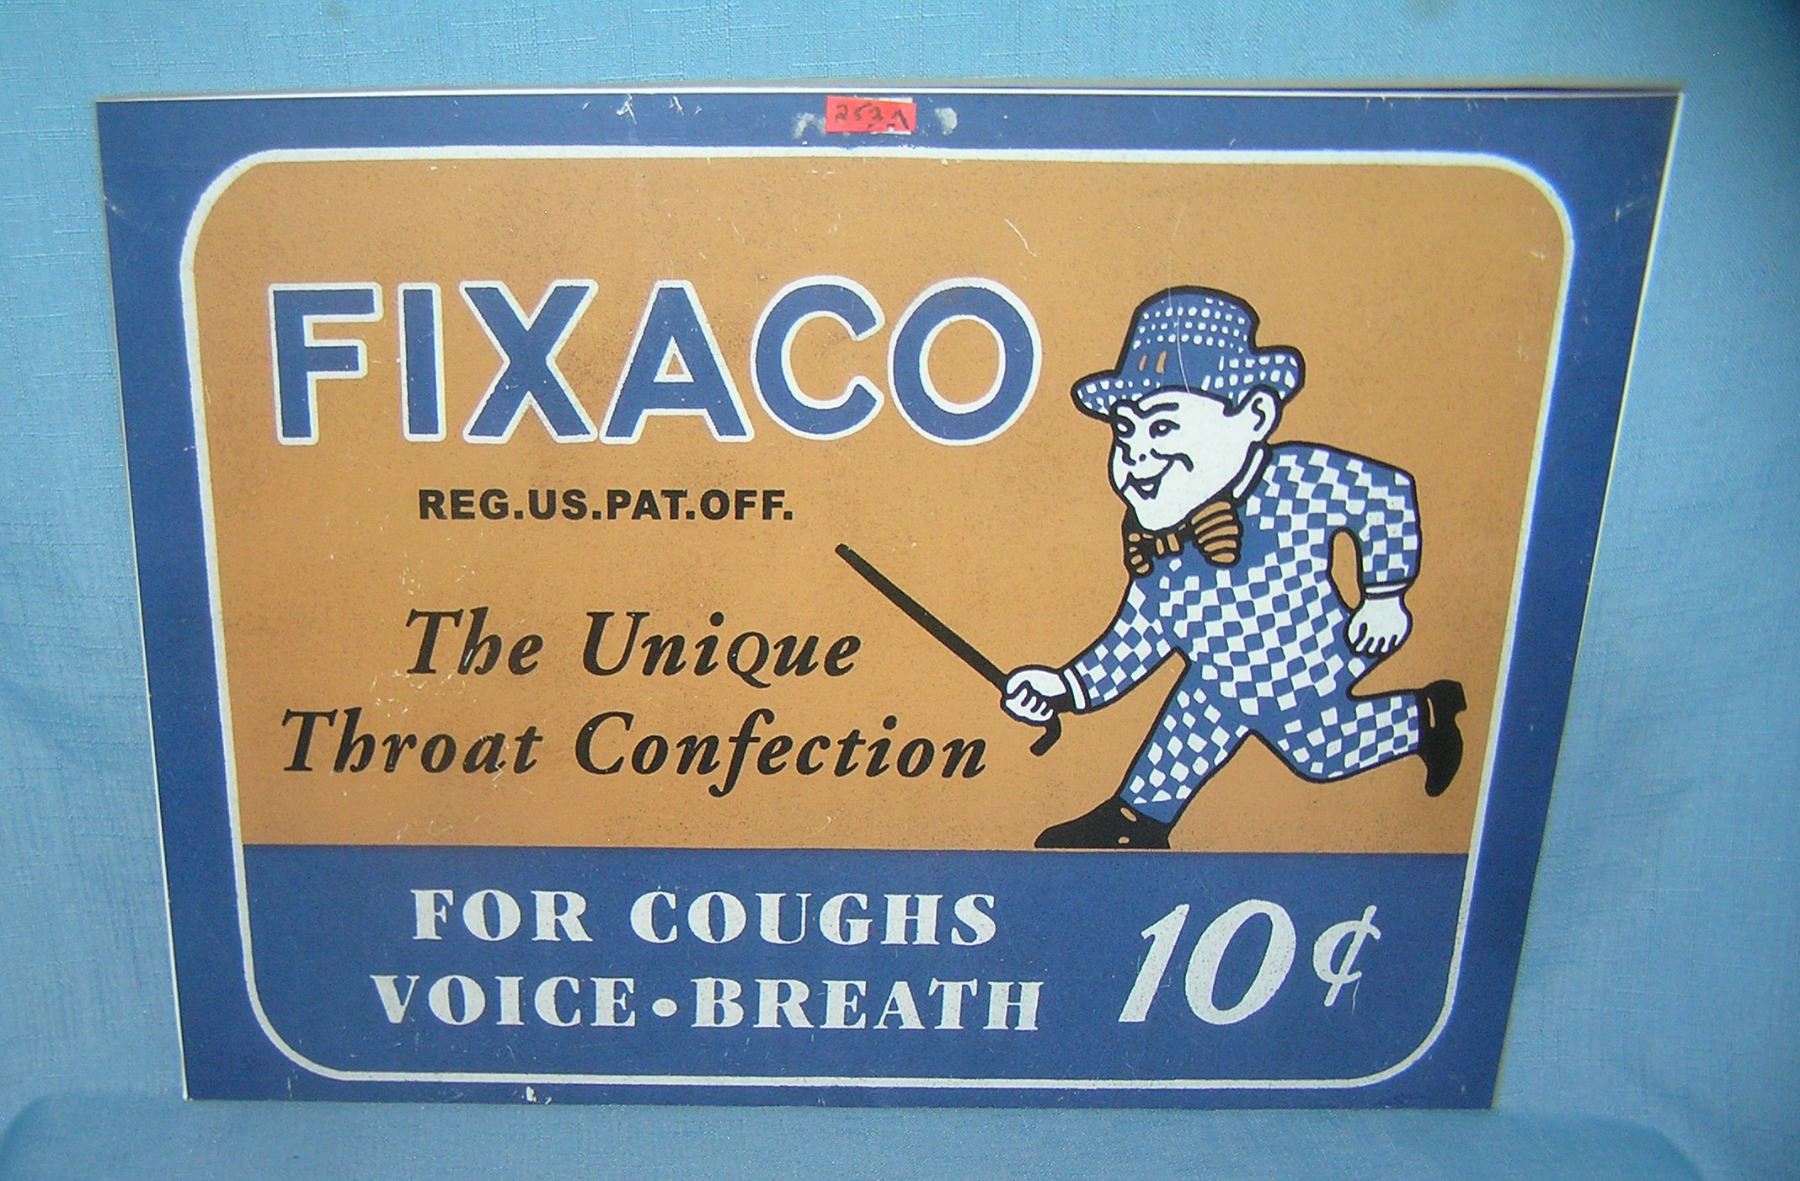 FIXACO
REG.US.PAT.OFF.
The Unique
Throat Confection
FOR COUGHS
VOICE•BREATH
10¢